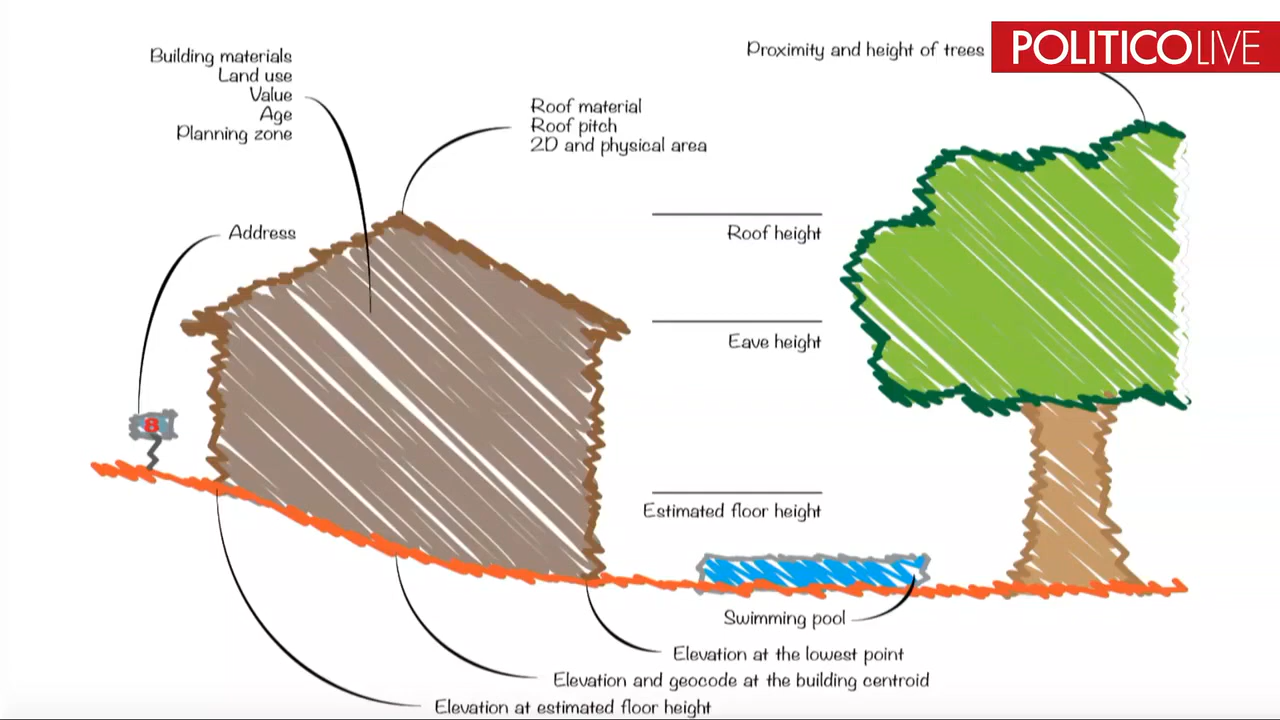 POLITICOLIVE
Proximity and height of trees
Building materials
Land use
Value
Age
Planning zone
Roof material
Roof pitch
2D and physical area
Address
Roof height
Eave height
8
Estimated floor height
Swimming pool
Elevation at the lowest point
Elevation and geocode at the building centroid
Elevation at estimated floor height